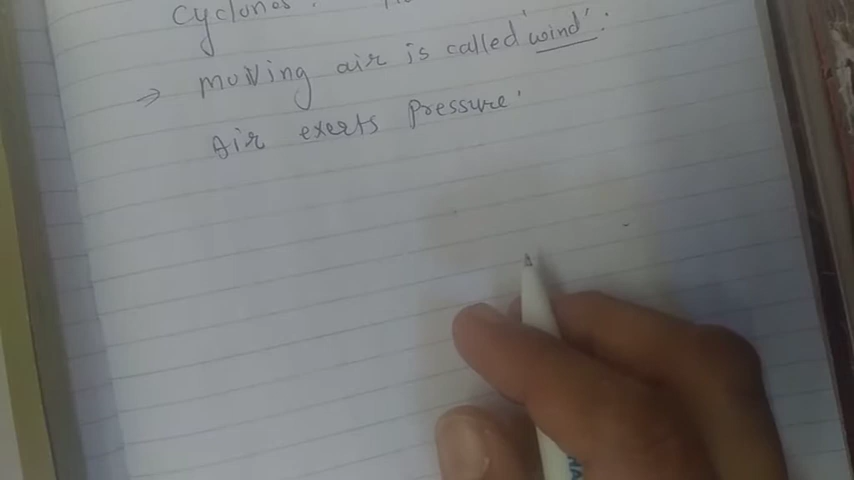 cyclones.
→ moving air is called 'wind':
Air exerts pressure'